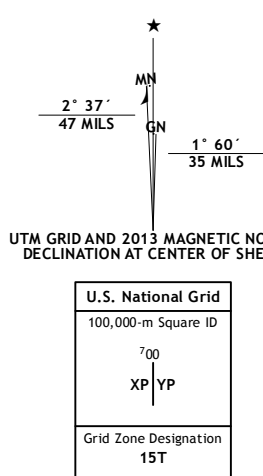 ★
MN
2° 37´
47 MILS
GN
1° 60´
35 MILS
UTM GRID AND 2013 MAGNETIC NO
DECLINATION AT CENTER OF SHE
U.S. National Grid
100,000-m Square ID
⁷00
XP YP
Grid Zone Designation
15T